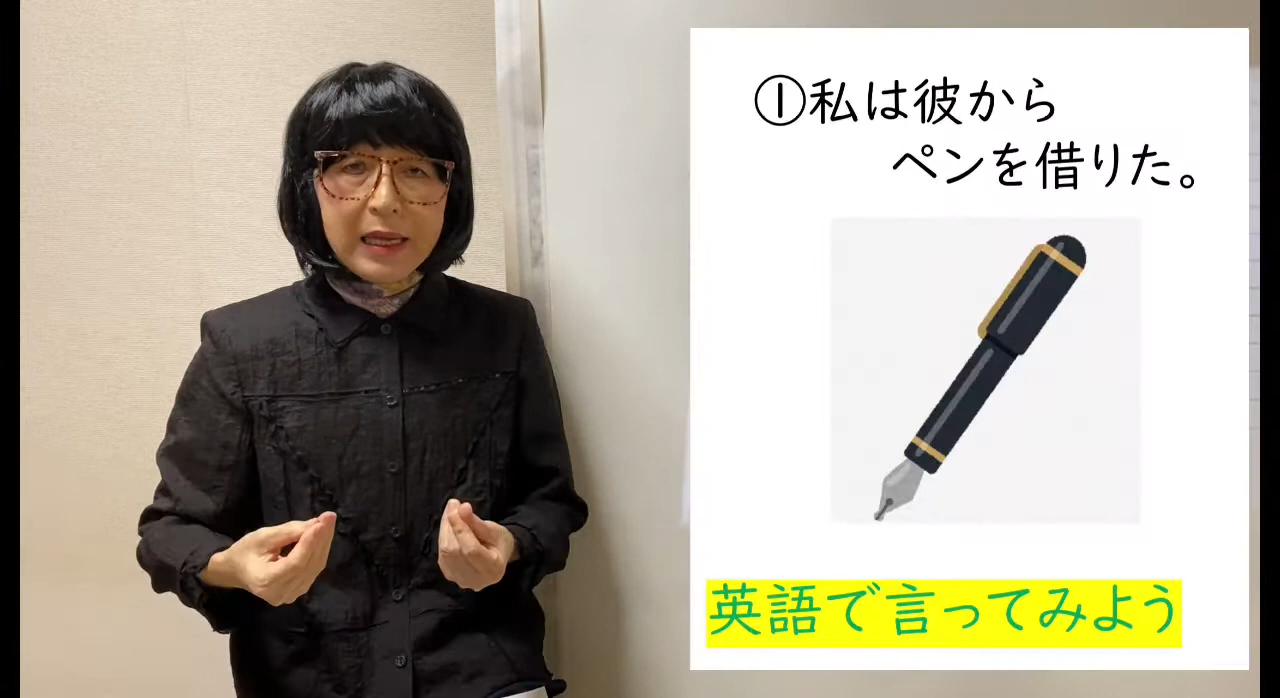 ①私は彼から
ペンを借りた。
英語で言ってみよう